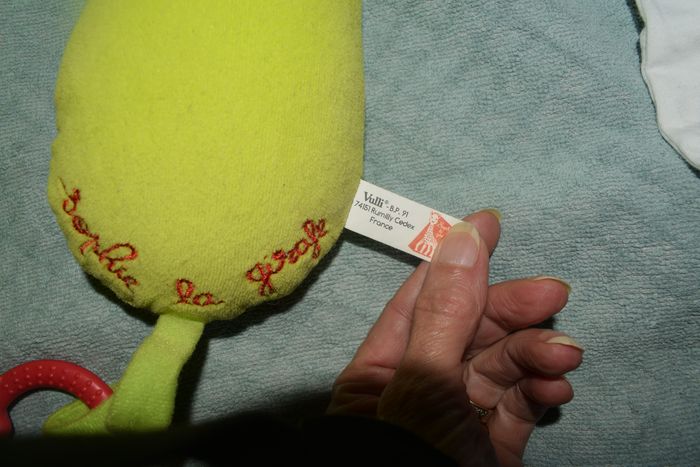 Sophie la girafe
Vulli® - B.P. 91
74151 Rumilly Cedex
France